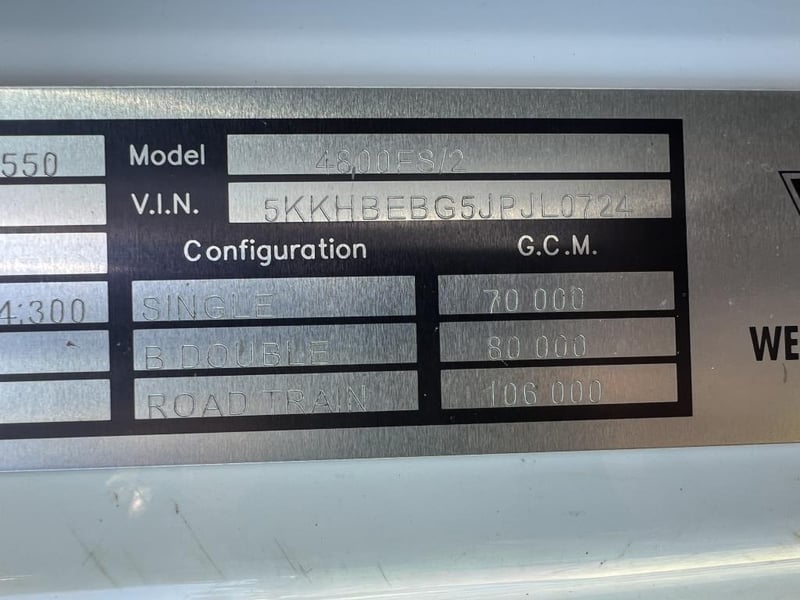 550 Model 4800FS/2
V.I.N. 5KKHBEBG5JPJL0724
Configuration G.C.M.
4.300 SINGLE 70 000
B DOUBLE 80 000
ROAD TRAIN 106 000
WE